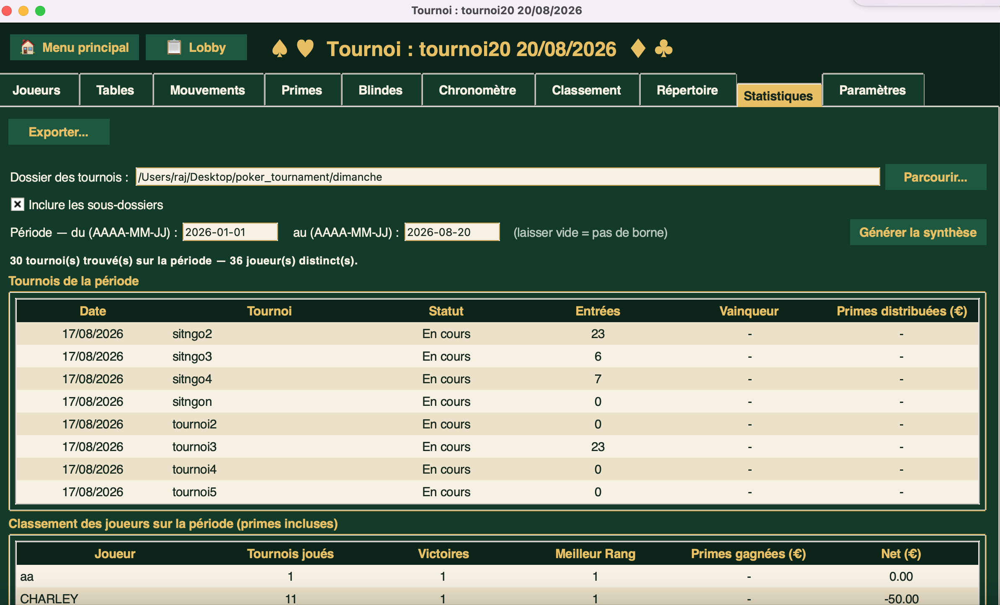 Tournoi : tournoi20 20/08/2026
Menu principal Lobby ♠ ♥ Tournoi : tournoi20 20/08/2026 ♦ ♣
Joueurs Tables Mouvements Primes Blindes Chronomètre Classement Répertoire Statistiques Paramètres
Exporter...
Dossier des tournois : /Users/raj/Desktop/poker_tournament/dimanche Parcourir...
Inclure les sous-dossiers
Période — du (AAAA-MM-JJ) : 2026-01-01 au (AAAA-MM-JJ) : 2026-08-20 (laisser vide = pas de borne) Générer la synthèse
30 tournoi(s) trouvé(s) sur la période — 36 joueur(s) distinct(s).
Tournois de la période
Date Tournoi Statut Entrées Vainqueur Primes distribuées (€)
17/08/2026 sitngo2 En cours 23 - -
17/08/2026 sitngo3 En cours 6 - -
17/08/2026 sitngo4 En cours 7 - -
17/08/2026 sitngon En cours 0 - -
17/08/2026 tournoi2 En cours 0 - -
17/08/2026 tournoi3 En cours 23 - -
17/08/2026 tournoi4 En cours 0 - -
17/08/2026 tournoi5 En cours 0 - -
Classement des joueurs sur la période (primes incluses)
Joueur Tournois joués Victoires Meilleur Rang Primes gagnées (€) Net (€)
aa 1 1 1 - 0.00
CHARLEY 11 1 1 - -50.00